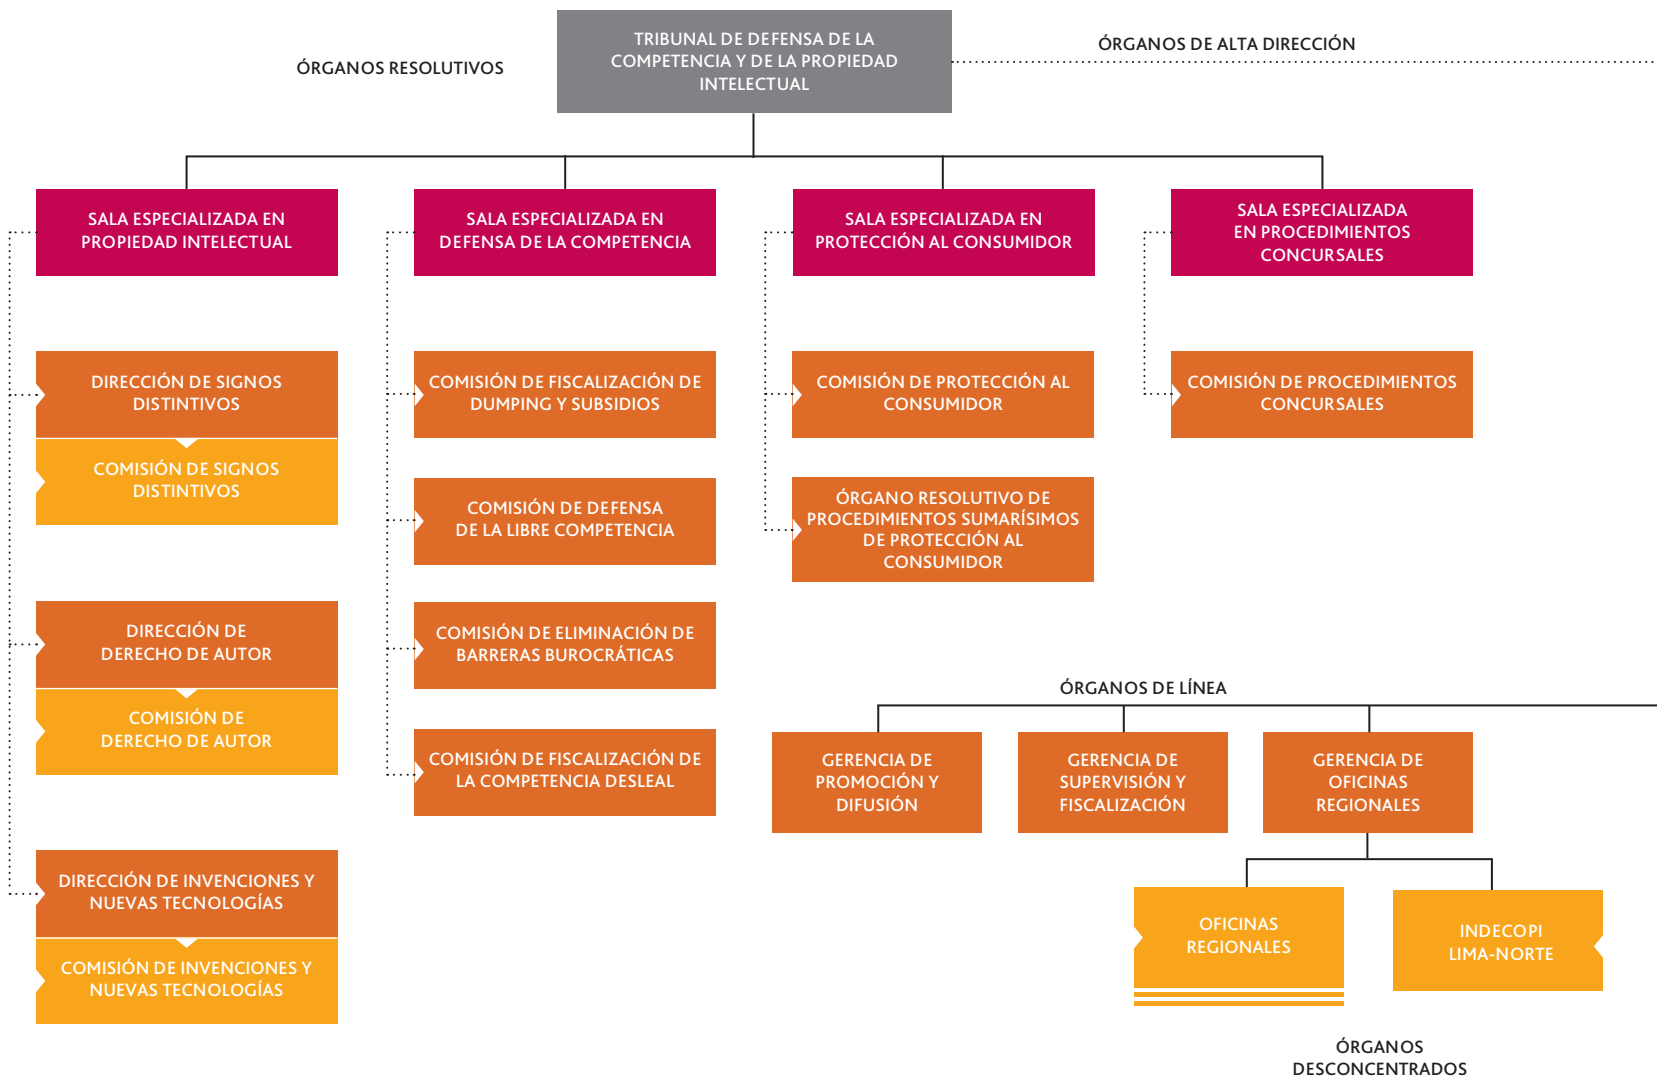 TRIBUNAL DE DEFENSA DE LA
COMPETENCIA Y DE LA PROPIEDAD
INTELECTUAL
ÓRGANOS RESOLUTIVOS
ÓRGANOS DE ALTA DIRECCIÓN
SALA ESPECIALIZADA EN
PROPIEDAD INTELECTUAL
SALA ESPECIALIZADA EN
DEFENSA DE LA COMPETENCIA
SALA ESPECIALIZADA EN
PROTECCIÓN AL CONSUMIDOR
SALA ESPECIALIZADA
EN PROCEDIMIENTOS
CONCURSALES
DIRECCIÓN DE SIGNOS
DISTINTIVOS
COMISIÓN DE SIGNOS
DISTINTIVOS
DIRECCIÓN DE
DERECHO DE AUTOR
COMISIÓN DE
DERECHO DE AUTOR
DIRECCIÓN DE INVENCIONES Y
NUEVAS TECNOLOGÍAS
COMISIÓN DE INVENCIONES Y
NUEVAS TECNOLOGÍAS
COMISIÓN DE FISCALIZACIÓN DE
DUMPING Y SUBSIDIOS
COMISIÓN DE DEFENSA
DE LA LIBRE COMPETENCIA
COMISIÓN DE ELIMINACIÓN DE
BARRERAS BUROCRÁTICAS
COMISIÓN DE FISCALIZACIÓN DE
LA COMPETENCIA DESLEAL
COMISIÓN DE PROTECCIÓN AL
CONSUMIDOR
ÓRGANO RESOLUTIVO DE
PROCEDIMIENTOS SUMARÍSIMOS
DE PROTECCIÓN AL
CONSUMIDOR
COMISIÓN DE PROCEDIMIENTOS
CONCURSALES
ÓRGANOS DE LÍNEA
GERENCIA DE
PROMOCIÓN Y
DIFUSIÓN
GERENCIA DE
SUPERVISIÓN Y
FISCALIZACIÓN
GERENCIA DE
OFICINAS
REGIONALES
OFICINAS
REGIONALES
INDECOPI
LIMA-NORTE
ÓRGANOS
DESCONCENTRADOS